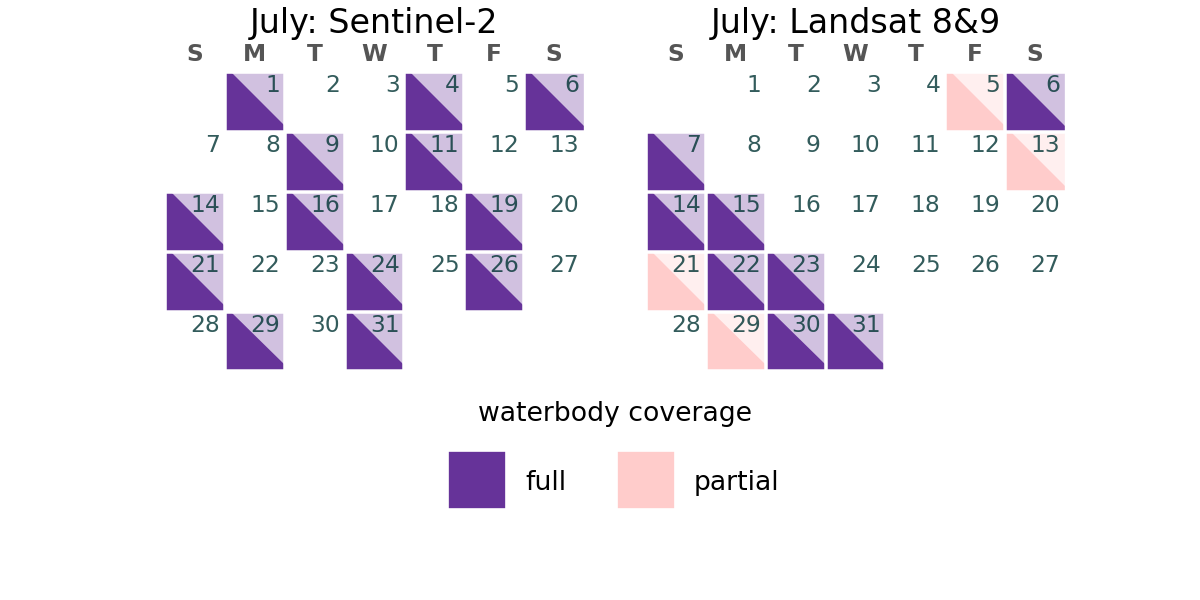 July: Sentinel-2
S M T W T F S
1 2 3 4 5 6
7 8 9 10 11 12 13
14 15 16 17 18 19 20
21 22 23 24 25 26 27
28 29 30 31
July: Landsat 8&9
S M T W T F S
1 2 3 4 5 6
7 8 9 10 11 12 13
14 15 16 17 18 19 20
21 22 23 24 25 26 27
28 29 30 31
waterbody coverage
full
partial